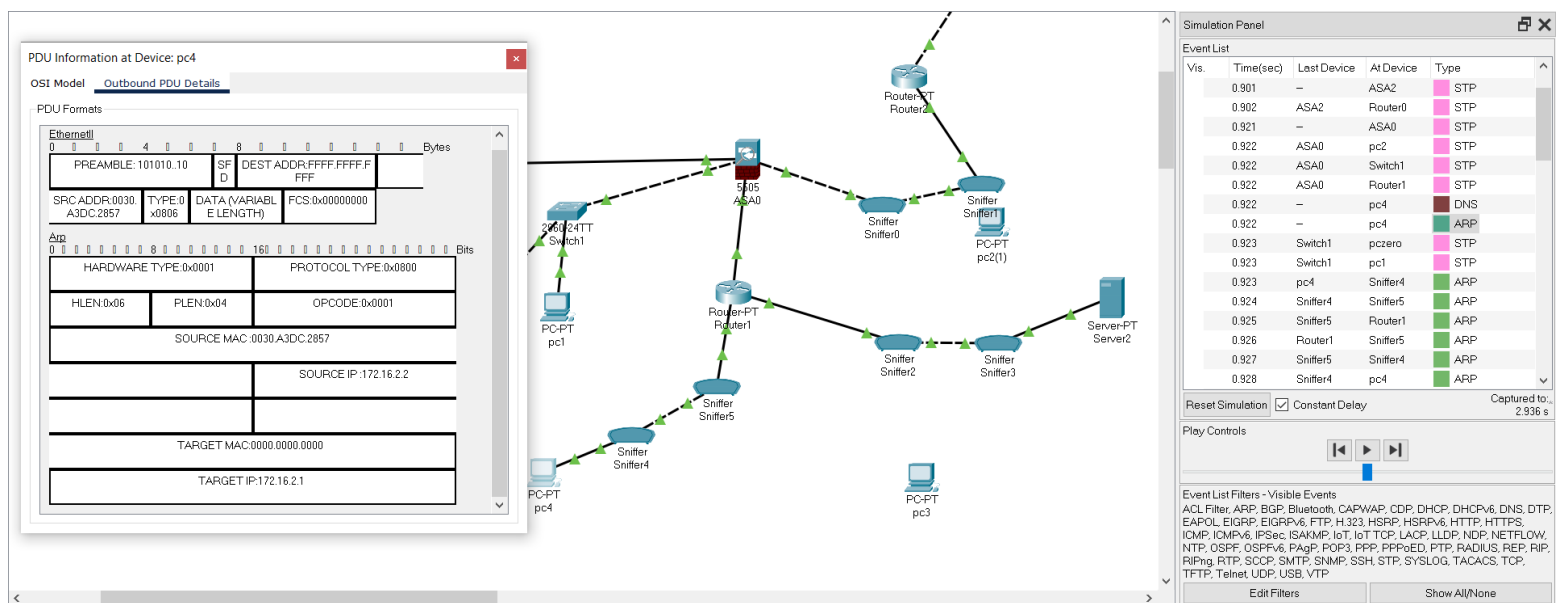 PDU Information at Device: pc4
OSI Model Outbound PDU Details
PDU Formats
EthernetII
0 4 8 Bytes
PREAMBLE: 101010..10
SF
D
DEST ADDR:FFFF.FFFF.F
FFF
SRC ADDR:0030.
A3DC.2857
TYPE:0
x0806
DATA (VARIABL
E LENGTH)
FCS:0x00000000
Arp
0 8 16 Bits
HARDWARE TYPE:0x0001 PROTOCOL TYPE:0x0800
HLEN:0x06 PLEN:0x04 OPCODE:0x0001
SOURCE MAC :0030.A3DC.2857
SOURCE IP :172.16.2.2
TARGET MAC:0000.0000.0000
TARGET IP:172.16.2.1
Router-PT
Router2
5505
ASA0
2960-24TT
Switch1
Sniffer
Sniffer0
Sniffer
Sniffer1
PC-PT
pc2(1)
PC-PT
pc1
Router-PT
Router1
Server-PT
Server2
Sniffer
Sniffer2
Sniffer
Sniffer3
Sniffer
Sniffer5
Sniffer
Sniffer4
PC-PT
pc4
PC-PT
pc3
Simulation Panel
Event List
Vis. Time(sec) Last Device At Device Type
0.901 -- ASA2 STP
0.902 ASA2 Router0 STP
0.921 -- ASA0 STP
0.922 ASA0 pc2 STP
0.922 ASA0 Switch1 STP
0.922 ASA0 Router1 STP
0.922 -- pc4 DNS
0.922 -- pc4 ARP
0.923 Switch1 pczero STP
0.923 Switch1 pc1 STP
0.923 pc4 Sniffer4 ARP
0.924 Sniffer4 Sniffer5 ARP
0.925 Sniffer5 Router1 ARP
0.926 Router1 Sniffer5 ARP
0.927 Sniffer5 Sniffer4 ARP
0.928 Sniffer4 pc4 ARP
Reset Simulation Constant Delay
Captured to:
2.936 s
Play Controls
Event List Filters - Visible Events
ACL Filter, ARP, BGP, Bluetooth, CAPWAP, CDP, DHCP, DHCPv6, DNS, DTP,
EAPOL, EIGRP, EIGRPv6, FTP, H.323, HSRP, HSRPv6, HTTP, HTTPS,
ICMP, ICMPv6, IPSec, ISAKMP, IoT, IoT TCP, LACP, LLDP, NDP, NETFLOW,
NTP, OSPF, OSPFv6, PAgP, POP3, PPP, PPPoED, PTP, RADIUS, REP, RIP,
RIPng, RTP, SCCP, SMTP, SNMP, SSH, STP, SYSLOG, TACACS, TCP,
TFTP, Telnet, UDP, USB, VTP
Edit Filters Show All/None